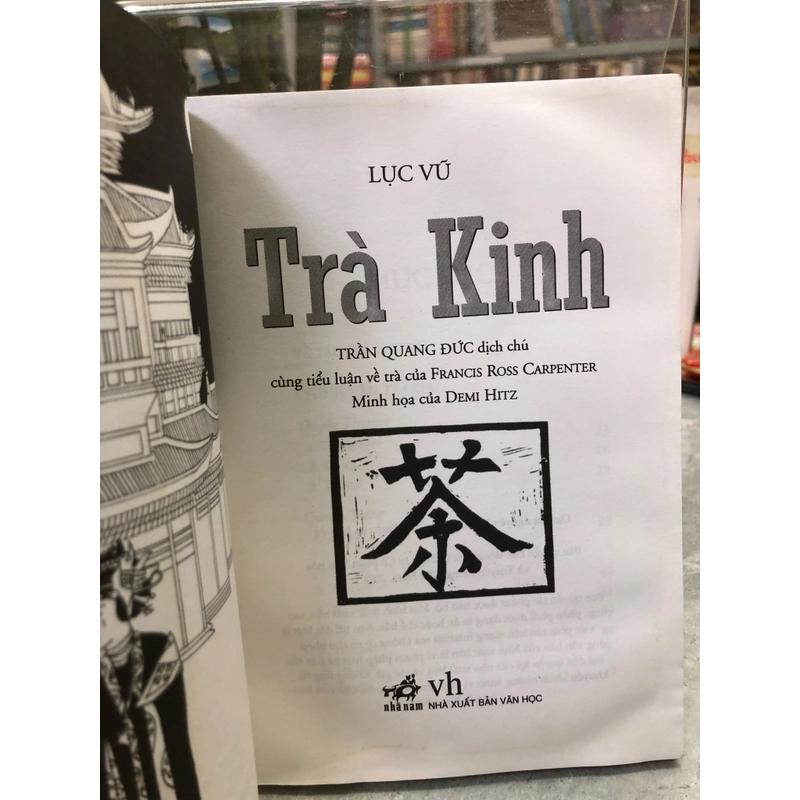 LỤC VŨ
Trà Kinh
TRẦN QUANG ĐỨC dịch chú
cùng tiểu luận về trà của FRANCIS ROSS CARPENTER
Minh họa của DEMI HITZ
茶
nhã nam
vh
NHÀ XUẤT BẢN VĂN HỌC